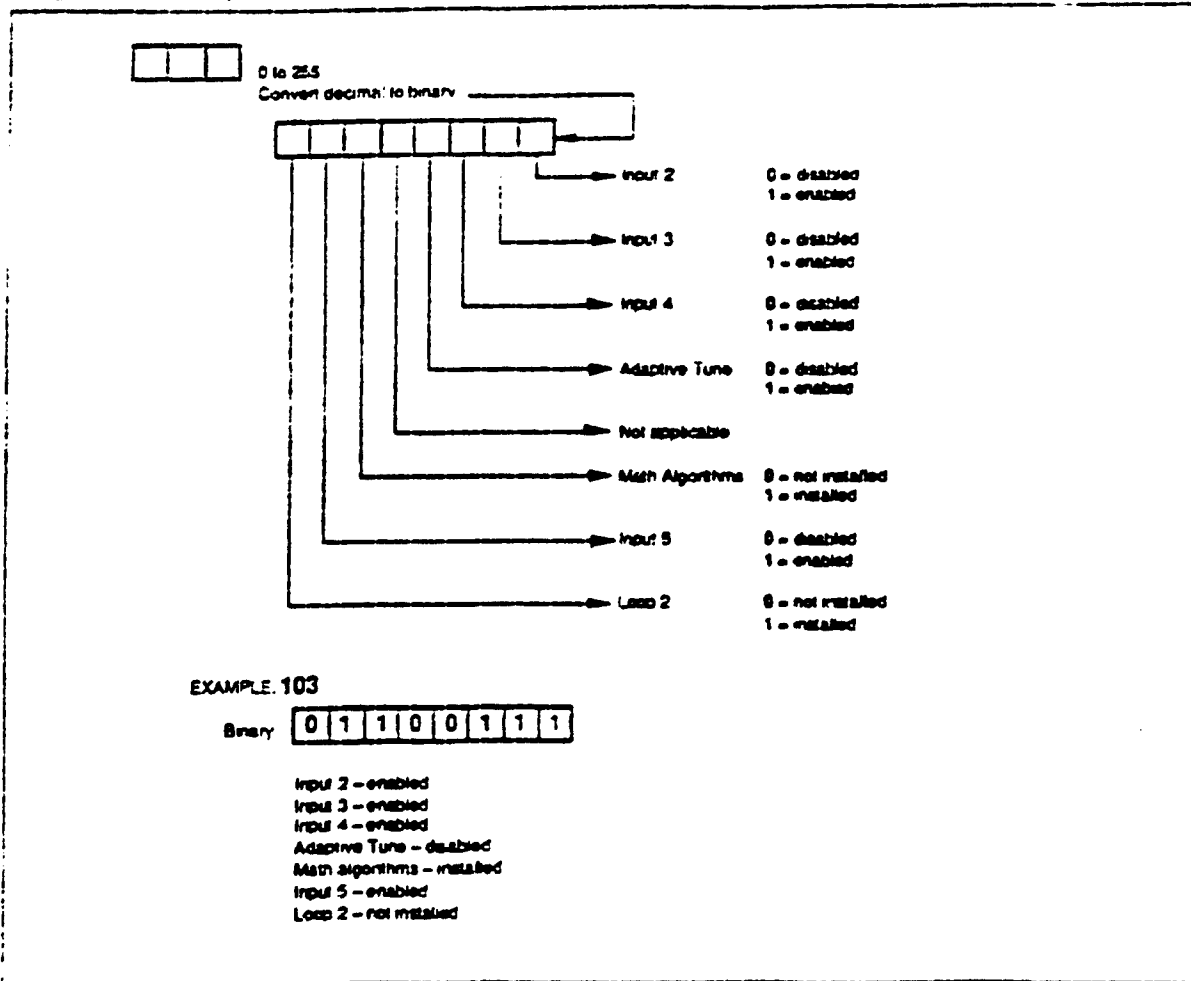 0 to 255
Convert decimal to binary
Input 2 0 = disabled
1 = enabled
Input 3 0 = disabled
1 = enabled
Input 4 0 = disabled
1 = enabled
Adaptive Tune 0 = disabled
1 = enabled
Not applicable
Math Algorithms 0 = not installed
1 = installed
Input 5 0 = disabled
1 = enabled
Loop 2 0 = not installed
1 = installed
EXAMPLE: 103
Binary 0 1 1 0 0 1 1 1
Input 2 – enabled
Input 3 – enabled
Input 4 – enabled
Adaptive Tune – disabled
Math algorithms – installed
Input 5 – enabled
Loop 2 – not installed